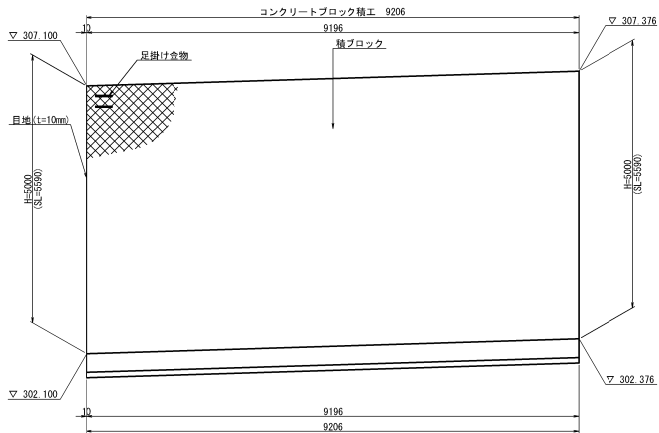 コンクリートブロック積工 9206
10
9196
▽ 307.376
▽ 307.100
積ブロック
足掛け金物
目地(t=10mm)
H=5000
(SL=5590)
H=5000
(SL=5590)
▽ 302.376
▽ 302.100
10
9196
9206